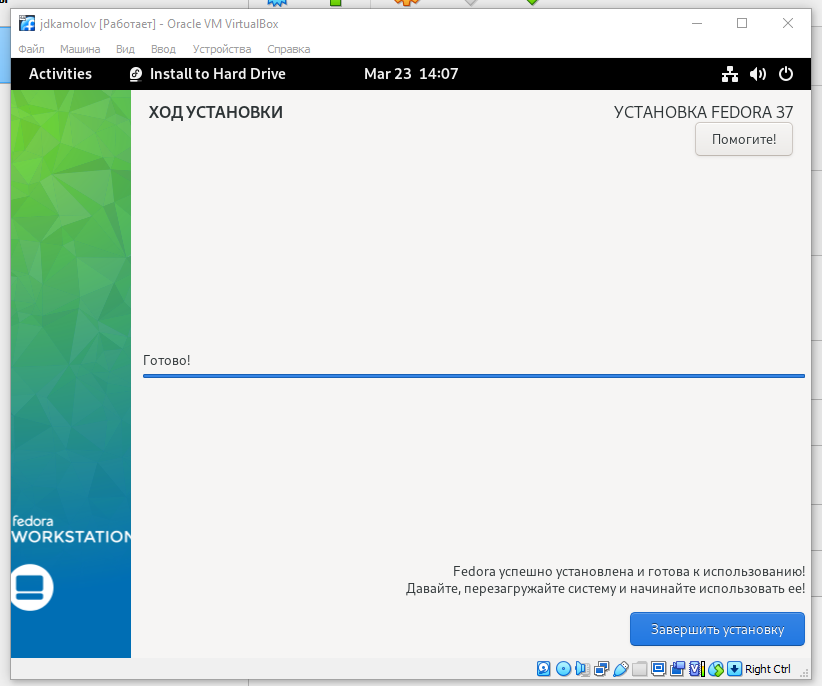 jdkamolov [Работает] - Oracle VM VirtualBox
Файл Машина Вид Ввод Устройства Справка
Activities Install to Hard Drive Mar 23 14:07
ХОД УСТАНОВКИ
УСТАНОВКА FEDORA 37
Помогите!
Готово!
fedora
WORKSTATION
Fedora успешно установлена и готова к использованию!
Давайте, перезагружайте систему и начинайте использовать ее!
Завершить установку
Right Ctrl